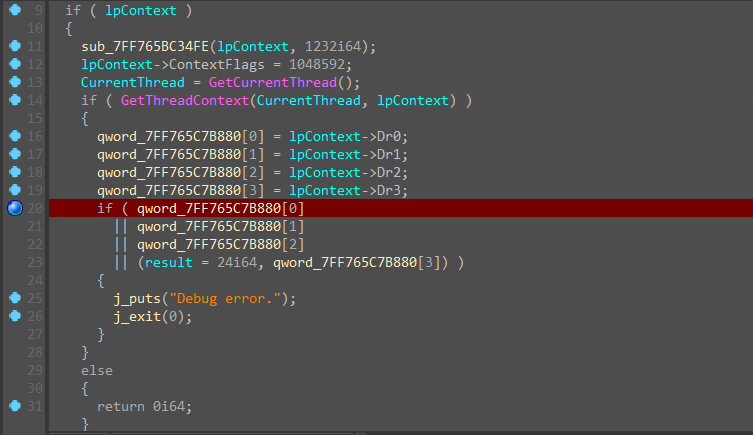 9 if ( lpContext )
10 {
11 sub_7FF765BC34FE(lpContext, 1232i64);
12 lpContext->ContextFlags = 1048592;
13 CurrentThread = GetCurrentThread();
14 if ( GetThreadContext(CurrentThread, lpContext) )
15 {
16 qword_7FF765C7B880[0] = lpContext->Dr0;
17 qword_7FF765C7B880[1] = lpContext->Dr1;
18 qword_7FF765C7B880[2] = lpContext->Dr2;
19 qword_7FF765C7B880[3] = lpContext->Dr3;
20 if ( qword_7FF765C7B880[0]
21 || qword_7FF765C7B880[1]
22 || qword_7FF765C7B880[2]
23 || (result = 24i64, qword_7FF765C7B880[3]) )
24 {
25 j_puts("Debug error.");
26 j_exit(0);
27 }
28 }
29 else
30 {
31 return 0i64;
}